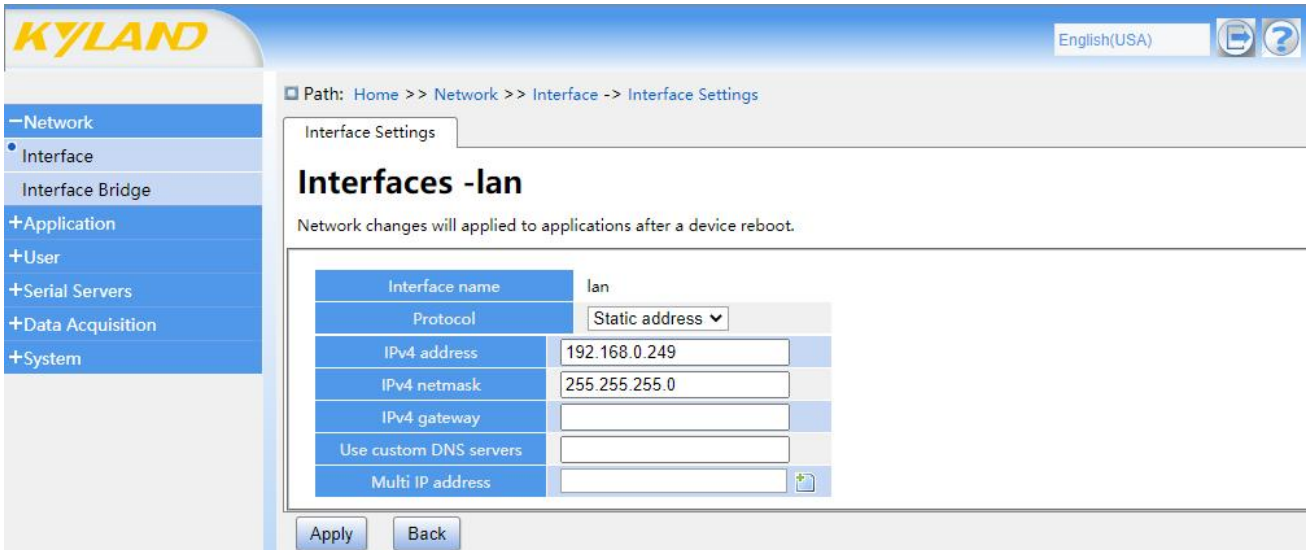 KYLAND
English(USA)
Path: Home >> Network >> Interface -> Interface Settings
−Network
Interface
Interface Bridge
+Application
+User
+Serial Servers
+Data Acquisition
+System
Interface Settings
Interfaces -lan
Network changes will applied to applications after a device reboot.
Interface name lan
Protocol Static address
IPv4 address 192.168.0.249
IPv4 netmask 255.255.255.0
IPv4 gateway
Use custom DNS servers
Multi IP address
Apply Back